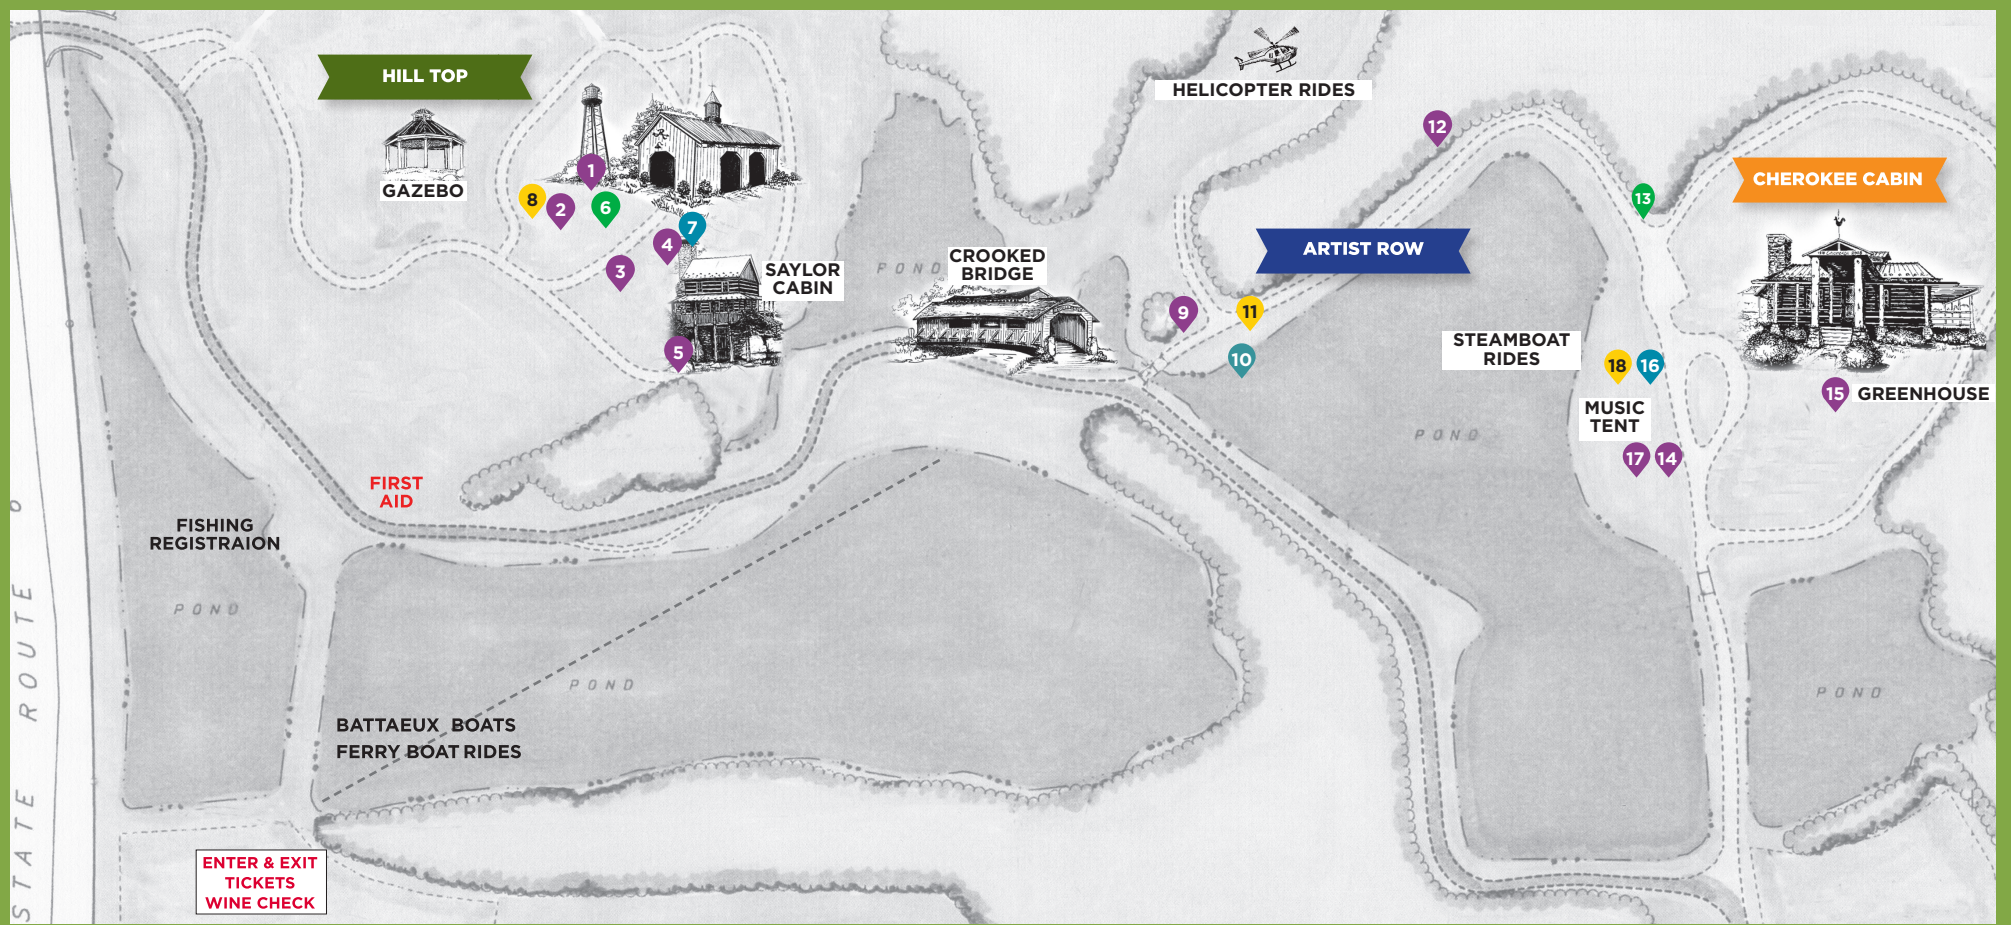 HILL TOP
GAZEBO
HELICOPTER RIDES
12
1
8
2
6
7
4
3
13
CHEROKEE CABIN
ARTIST ROW
SAYLOR
CABIN
POND
CROOKED
BRIDGE
9
11
10
5
STEAMBOAT
RIDES
18
16
15
GREENHOUSE
MUSIC
TENT
17
14
POND
FIRST
AID
FISHING
REGISTRAION
POND
POND
POND
BATTAEUX BOATS
FERRY BOAT RIDES
STATE ROUTE 6
ENTER & EXIT
TICKETS
WINE CHECK